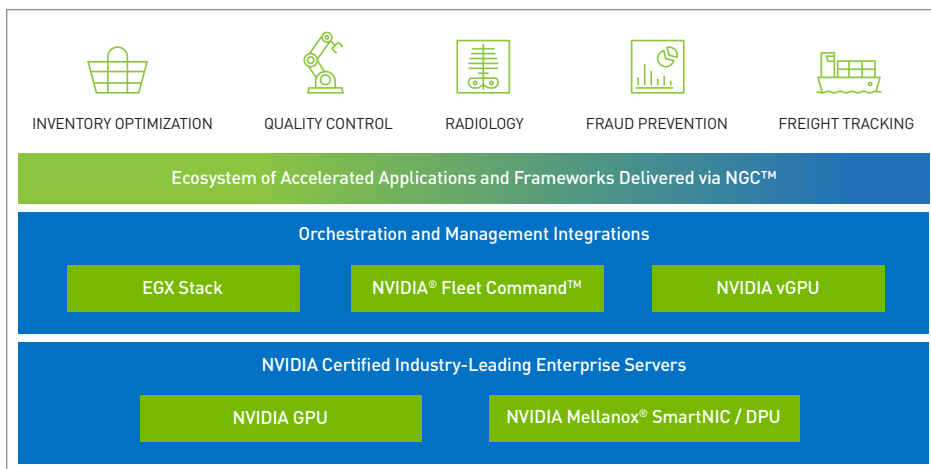 INVENTORY OPTIMIZATION
QUALITY CONTROL
RADIOLOGY
FRAUD PREVENTION
FREIGHT TRACKING
Ecosystem of Accelerated Applications and Frameworks Delivered via NGC™
Orchestration and Management Integrations
EGX Stack
NVIDIA® Fleet Command™
NVIDIA vGPU
NVIDIA Certified Industry-Leading Enterprise Servers
NVIDIA GPU
NVIDIA Mellanox® SmartNIC / DPU